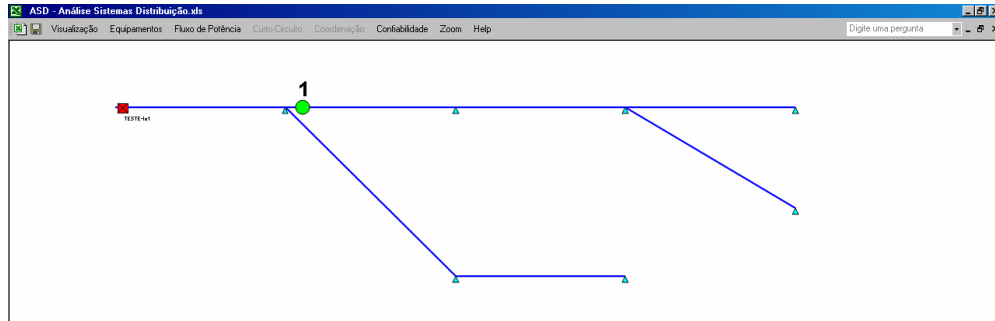 ASD - Análise Sistemas Distribuição.xls
Visualização Equipamentos Fluxo de Potência Curto-Circuito Coordenação Confiabilidade Zoom Help Digite uma pergunta
1
TESTE-le1